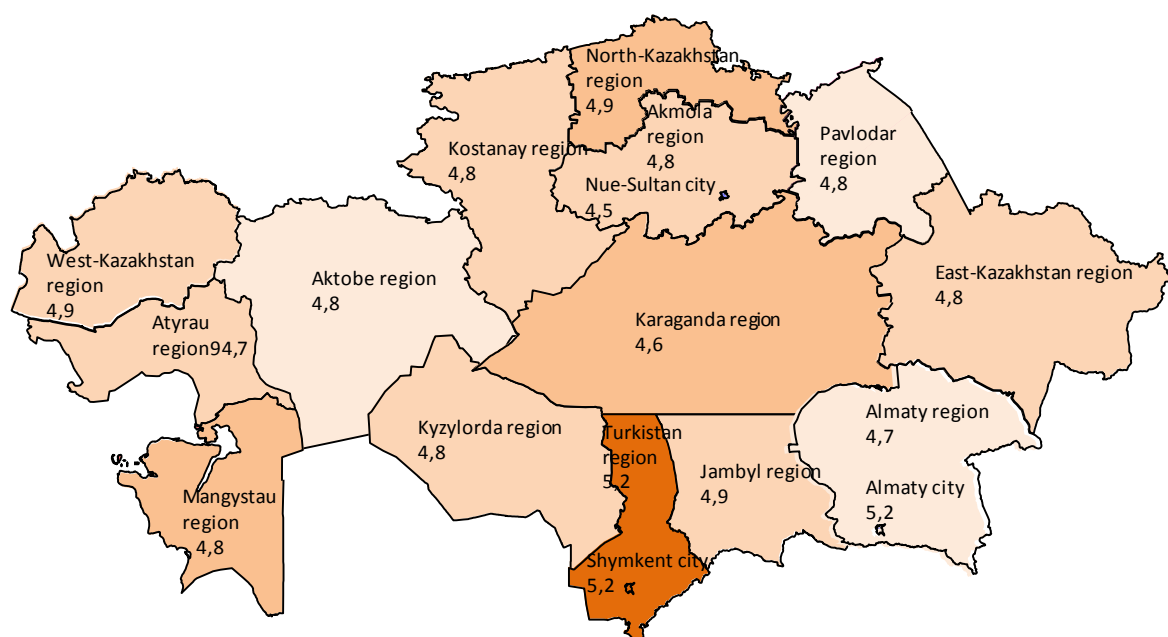 North-Kazakhstan
region
4,9
Akmola
region
4,8
Nue-Sultan city
4,5
Kostanay region
4,8
Pavlodar
region
4,8
West-Kazakhstan
region
4,9
Aktobe region
4,8
East-Kazakhstan region
4,8
Atyrau
region94,7
Karaganda region
4,6
Kyzylorda region
4,8
Turkistan
region
5,2
Jambyl region
4,9
Almaty region
4,7
Almaty city
5,2
Mangystau
region
4,8
Shymkent city
5,2